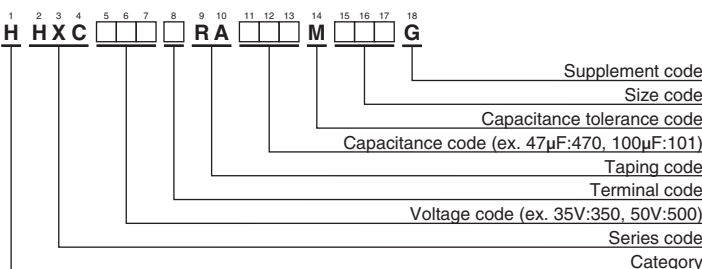 1 2 3 4 5 6 7 8 9 10 11 12 13 14 15 16 17 18
H HXC □□□ □ RA □□□ M □□□ G
Supplement code
Size code
Capacitance tolerance code
Capacitance code (ex. 47µF:470, 100µF:101)
Taping code
Terminal code
Voltage code (ex. 35V:350, 50V:500)
Series code
Category